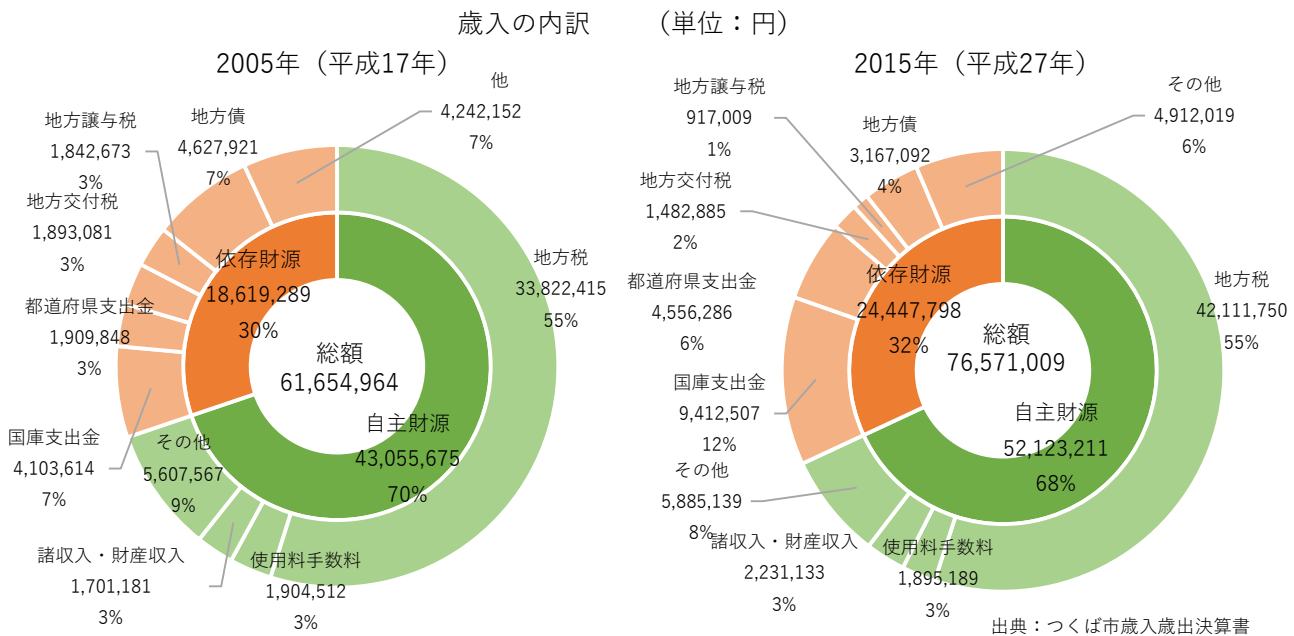 歳入の内訳　　（単位：円）
2005年（平成17年）
他
4,242,152
7%
地方債
4,627,921
7%
地方譲与税
1,842,673
3%
地方交付税
1,893,081
3%
都道府県支出金
1,909,848
3%
国庫支出金
4,103,614
7%
依存財源
18,619,289
30%
総額
61,654,964
地方税
33,822,415
55%
自主財源
43,055,675
70%
その他
5,607,567
9%
諸収入・財産収入
1,701,181
3%
使用料手数料
1,904,512
3%
2015年（平成27年）
その他
4,912,019
6%
地方譲与税
917,009
1%
地方債
3,167,092
4%
地方交付税
1,482,885
2%
都道府県支出金
4,556,286
6%
国庫支出金
9,412,507
12%
依存財源
24,447,798
32%
総額
76,571,009
地方税
42,111,750
55%
自主財源
52,123,211
68%
その他
5,885,139
8%
諸収入・財産収入
2,231,133
3%
使用料手数料
1,895,189
3%
出典：つくば市歳入歳出決算書